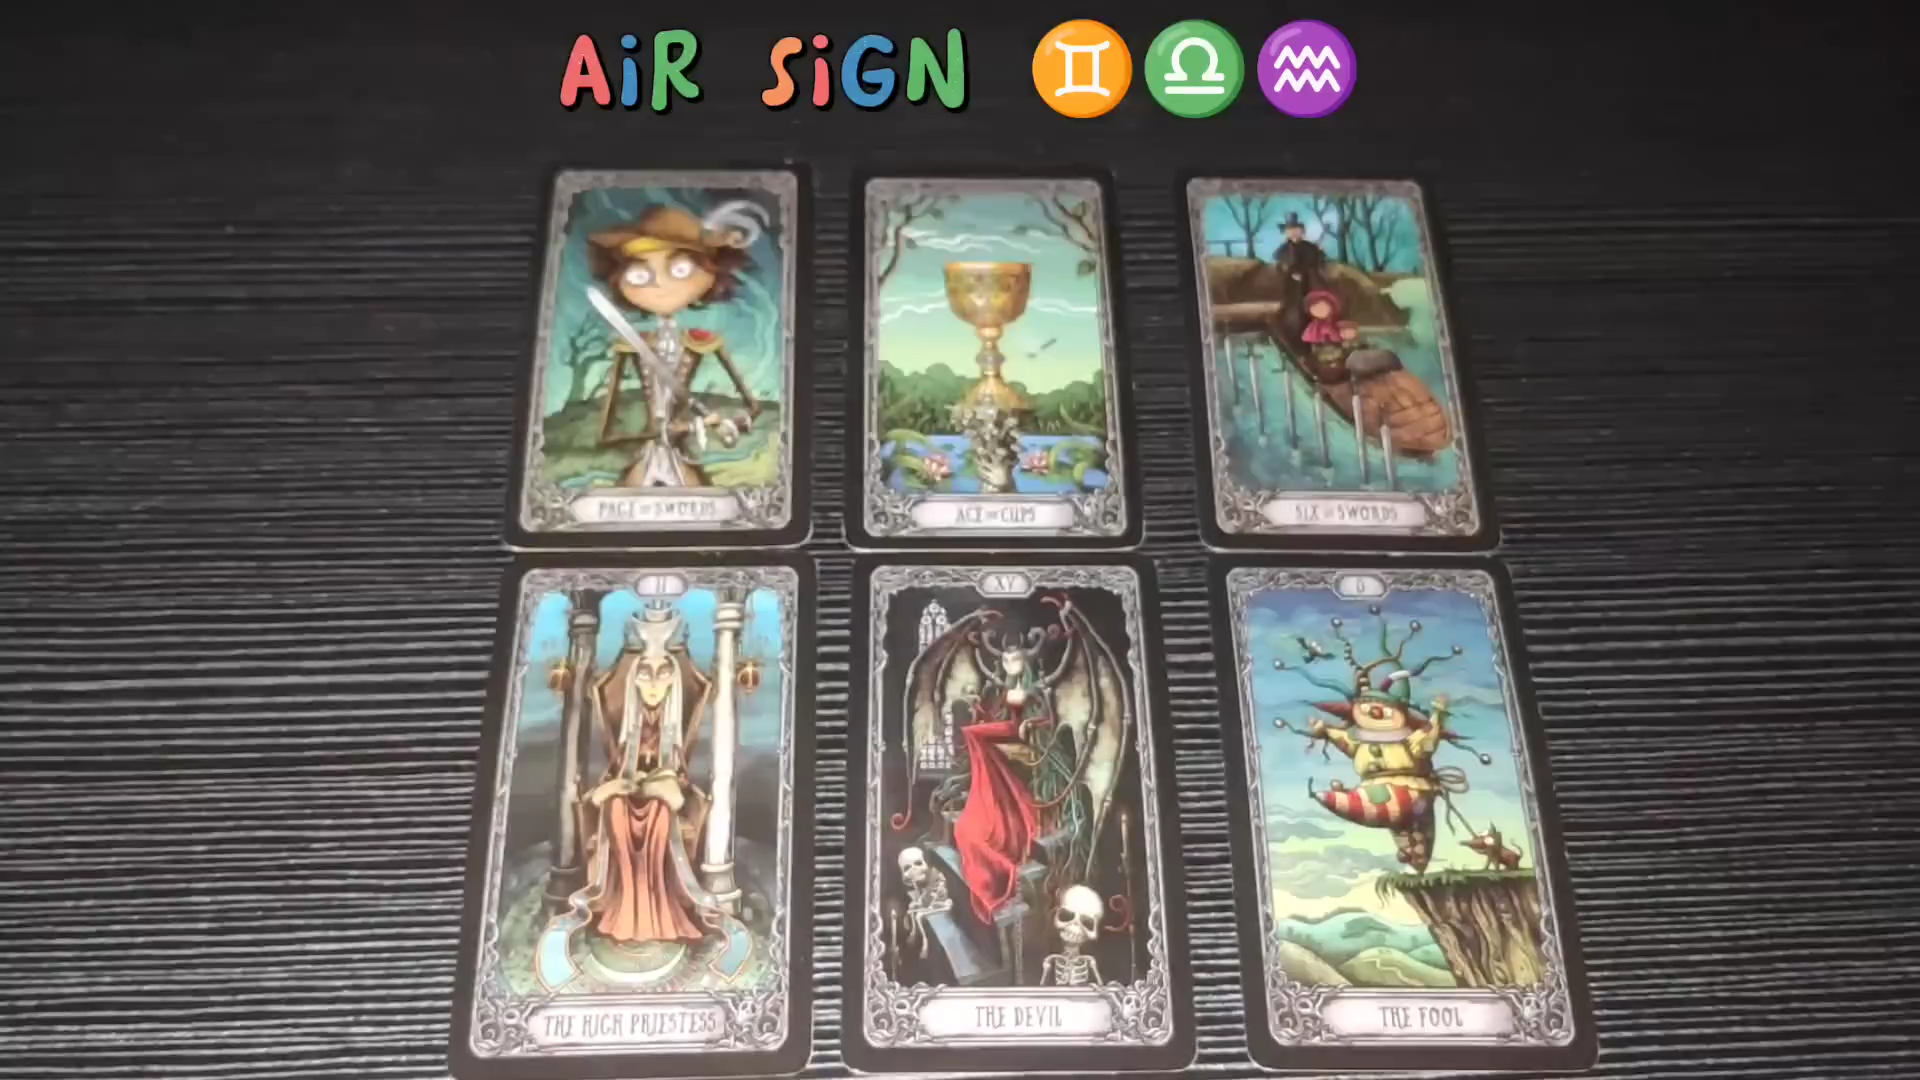 AiR SiGN ♊♎♒
PAGE OF SWORDS
ACE OF CUPS
SIX OF SWORDS
II
XV
0
THE HIGH PRIESTESS
THE DEVIL
THE FOOL